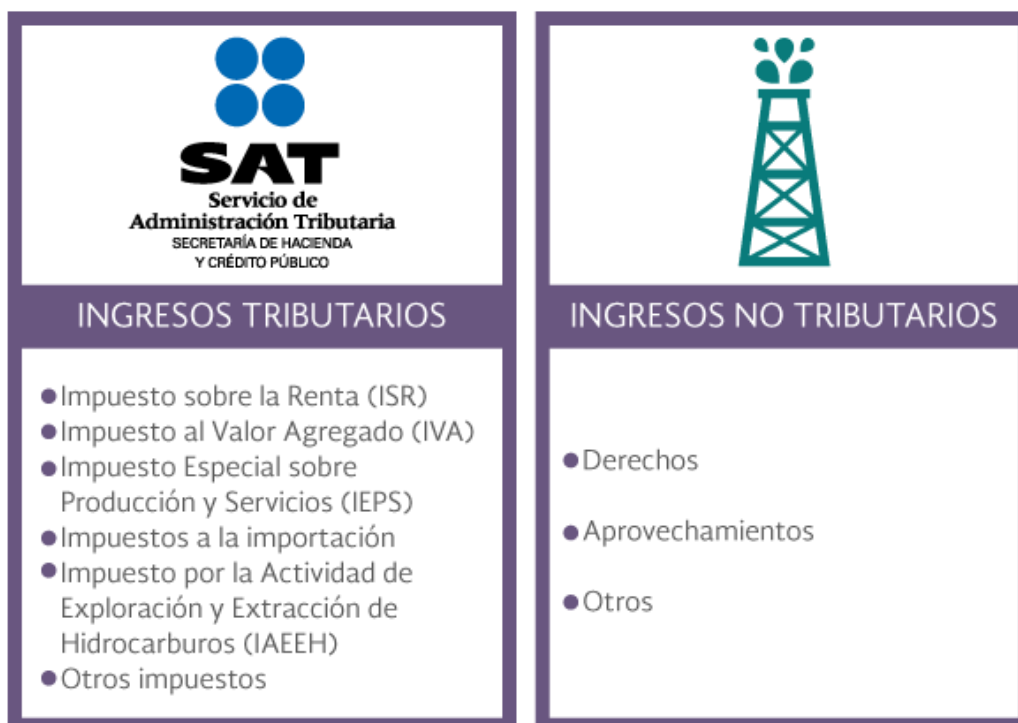 SAT
Servicio de
Administración Tributaria
SECRETARÍA DE HACIENDA
Y CRÉDITO PÚBLICO
INGRESOS TRIBUTARIOS
● Impuesto sobre la Renta (ISR)
● Impuesto al Valor Agregado (IVA)
● Impuesto Especial sobre
Producción y Servicios (IEPS)
● Impuestos a la importación
● Impuesto por la Actividad de
Exploración y Extracción de
Hidrocarburos (IAEEH)
● Otros impuestos
INGRESOS NO TRIBUTARIOS
● Derechos
● Aprovechamientos
● Otros